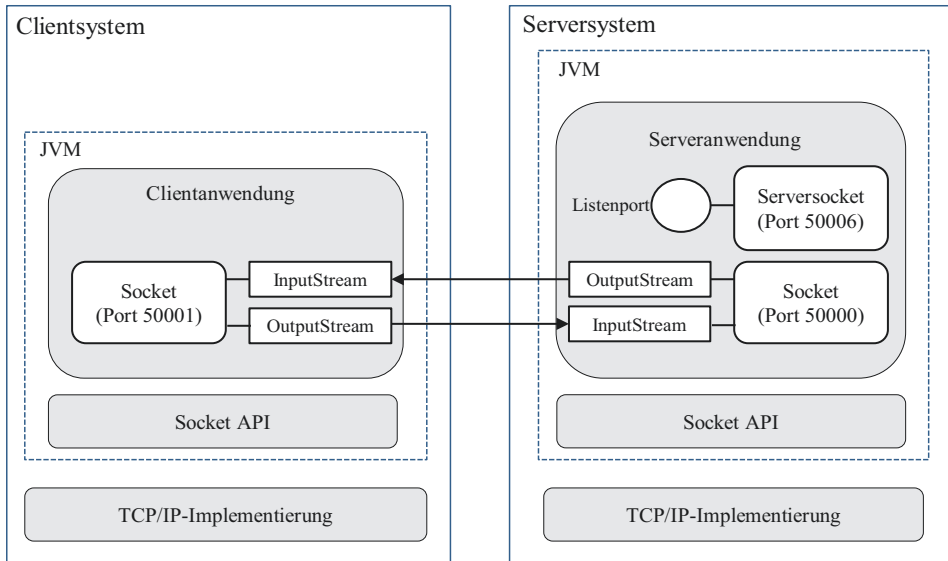 Clientsystem
JVM
Clientanwendung
Socket
(Port 50001)
InputStream
OutputStream
Socket API
TCP/IP-Implementierung
Serversystem
JVM
Serveranwendung
Listenport
Serversocket
(Port 50006)
OutputStream
InputStream
Socket
(Port 50000)
Socket API
TCP/IP-Implementierung